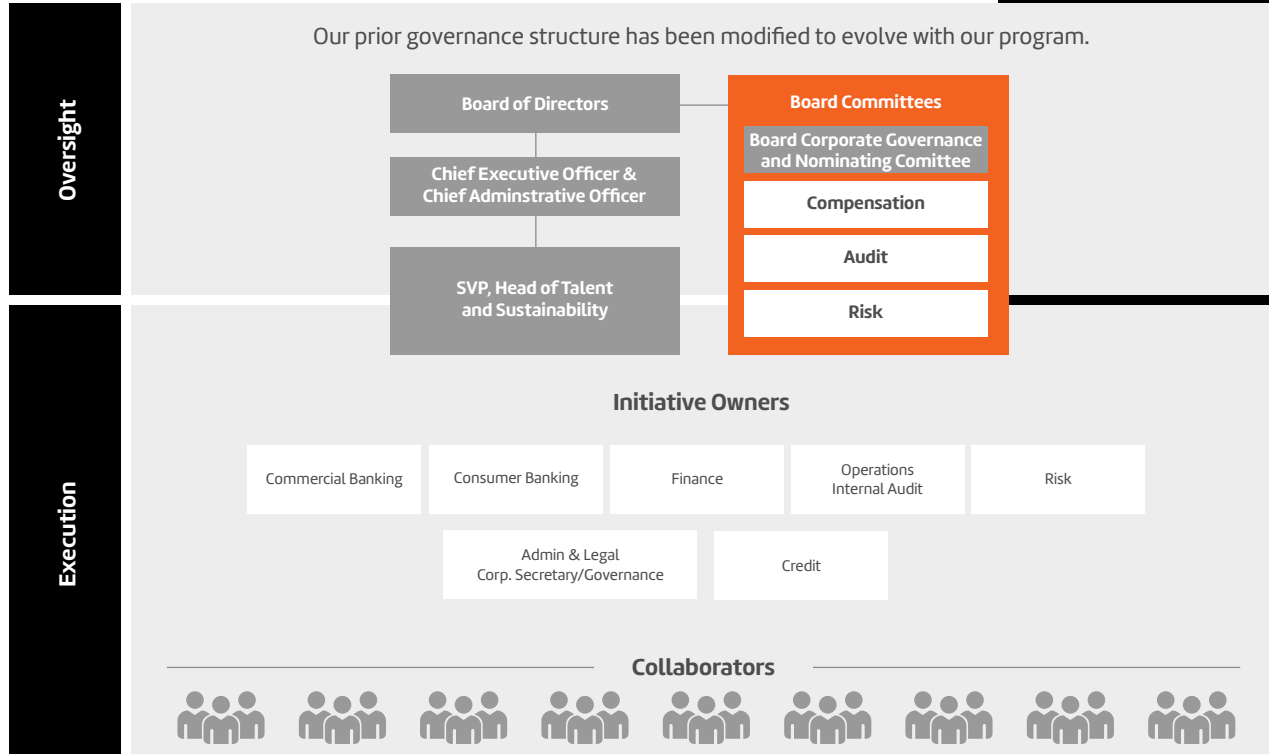 Our prior governance structure has been modified to evolve with our program.
Oversight
Board of Directors
Chief Executive Officer &
Chief Adminstrative Officer
SVP, Head of Talent
and Sustainability
Board Committees
Board Corporate Governance
and Nominating Comittee
Compensation
Audit
Risk
Execution
Initiative Owners
Commercial Banking
Consumer Banking
Finance
Operations
Internal Audit
Risk
Admin & Legal
Corp. Secretary/Governance
Credit
Collaborators